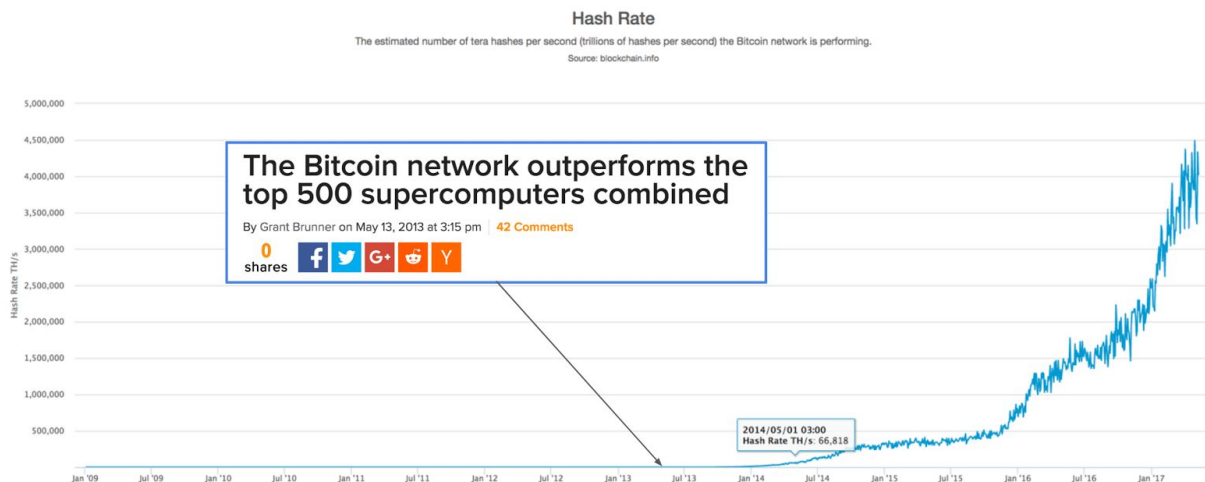 Hash Rate
The estimated number of tera hashes per second (trillions of hashes per second) the Bitcoin network is performing.
Source: blockchain.info
5,000,000
4,500,000
4,000,000
3,500,000
3,000,000
2,500,000
2,000,000
1,500,000
1,000,000
500,000
Hash Rate TH/s
The Bitcoin network outperforms the
top 500 supercomputers combined
By Grant Brunner on May 13, 2013 at 3:15 pm 42 Comments
0
shares
f G+ Y
2014/05/01 03:00
Hash Rate TH/s: 66,818
Jan '09 Jul '09 Jan '10 Jul '10 Jan '11 Jul '11 Jan '12 Jul '12 Jan '13 Jul '13 Jan '14 Jul '14 Jan '15 Jul '15 Jan '16 Jul '16 Jan '17